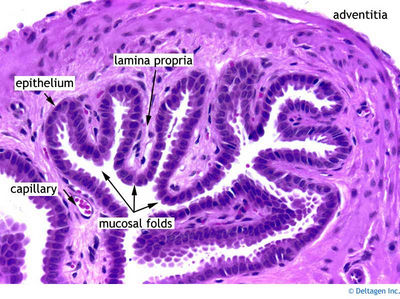 adventitia
lamina propria
epithelium
capillary
mucosal folds
© Deltagen Inc.